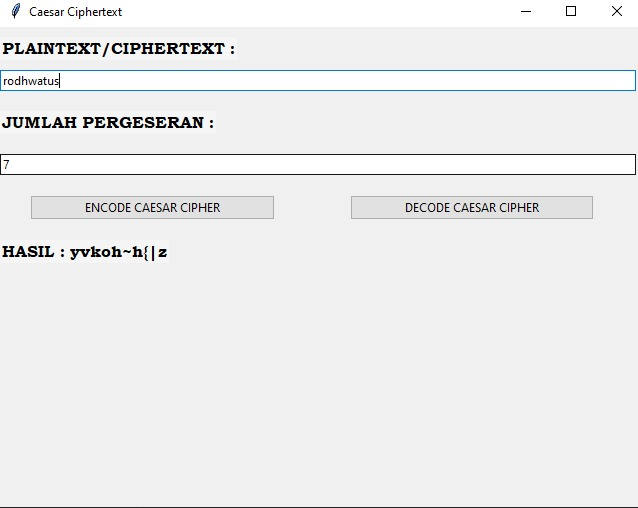 Caesar Ciphertext
PLAINTEXT/CIPHERTEXT :
rodhwatus
JUMLAH PERGESERAN :
7
ENCODE CAESAR CIPHER DECODE CAESAR CIPHER
HASIL : yvkoh~h{|z